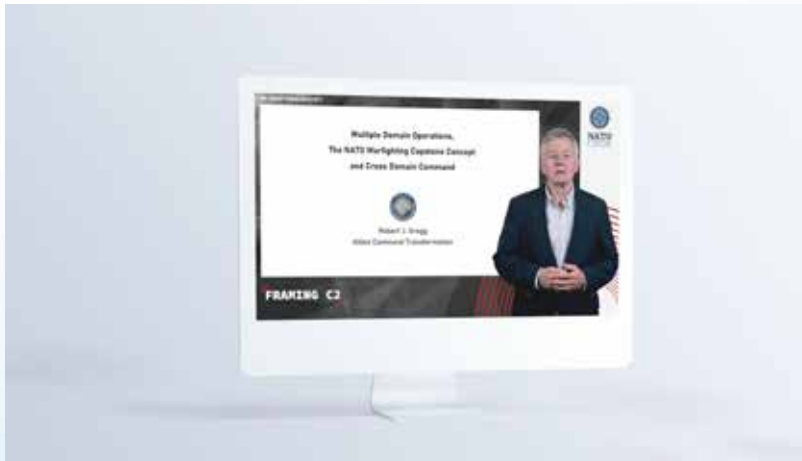 Multiple Domain Operations,
The NATO Warfighting Capstone Concept
and Cross Domain Command
Robert J. Gregg
Allied Command Transformation
NATO
FRAMING C2